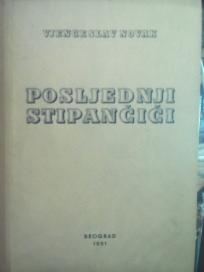 VJENCESLAV NOVAK
POSLJEDNJI
STIPANČIĆI
BEOGRAD
1951